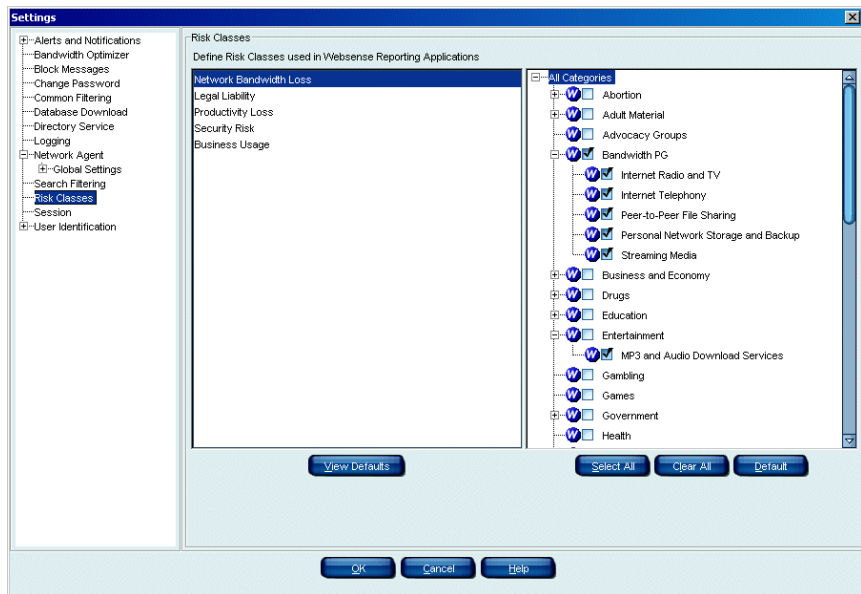 Settings
Alerts and Notifications
Bandwidth Optimizer
Block Messages
Change Password
Common Filtering
Database Download
Directory Service
Logging
Network Agent
Global Settings
Search Filtering
Risk Classes
Session
User Identification
Risk Classes
Define Risk Classes used in Websense Reporting Applications
Network Bandwidth Loss
Legal Liability
Productivity Loss
Security Risk
Business Usage
All Categories
W Abortion
W Adult Material
W Advocacy Groups
W Bandwidth PG
W Internet Radio and TV
W Internet Telephony
W Peer-to-Peer File Sharing
W Personal Network Storage and Backup
W Streaming Media
W Business and Economy
W Drugs
W Education
W Entertainment
W MP3 and Audio Download Services
W Gambling
W Games
W Government
W Health
View Defaults
Select All
Clear All
Default
OK
Cancel
Help